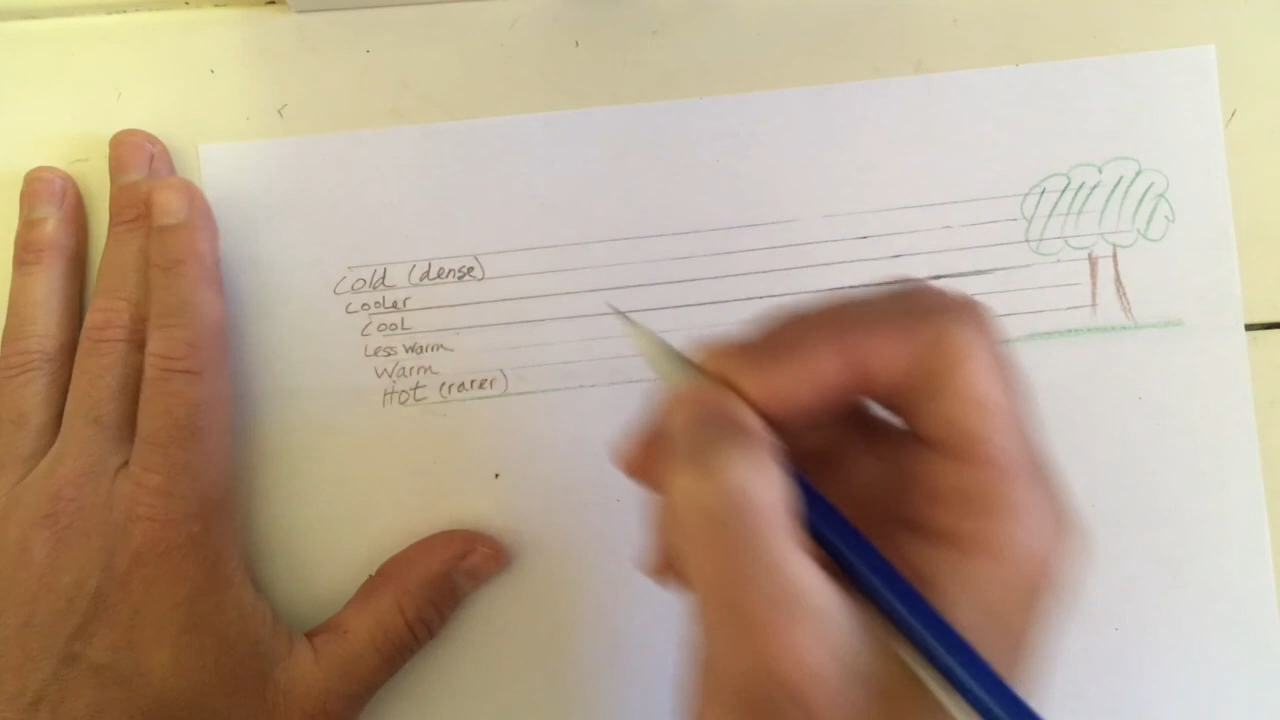 Cold (dense)
Cooler
Cool
Less Warm
Warm
Hot (rarer)